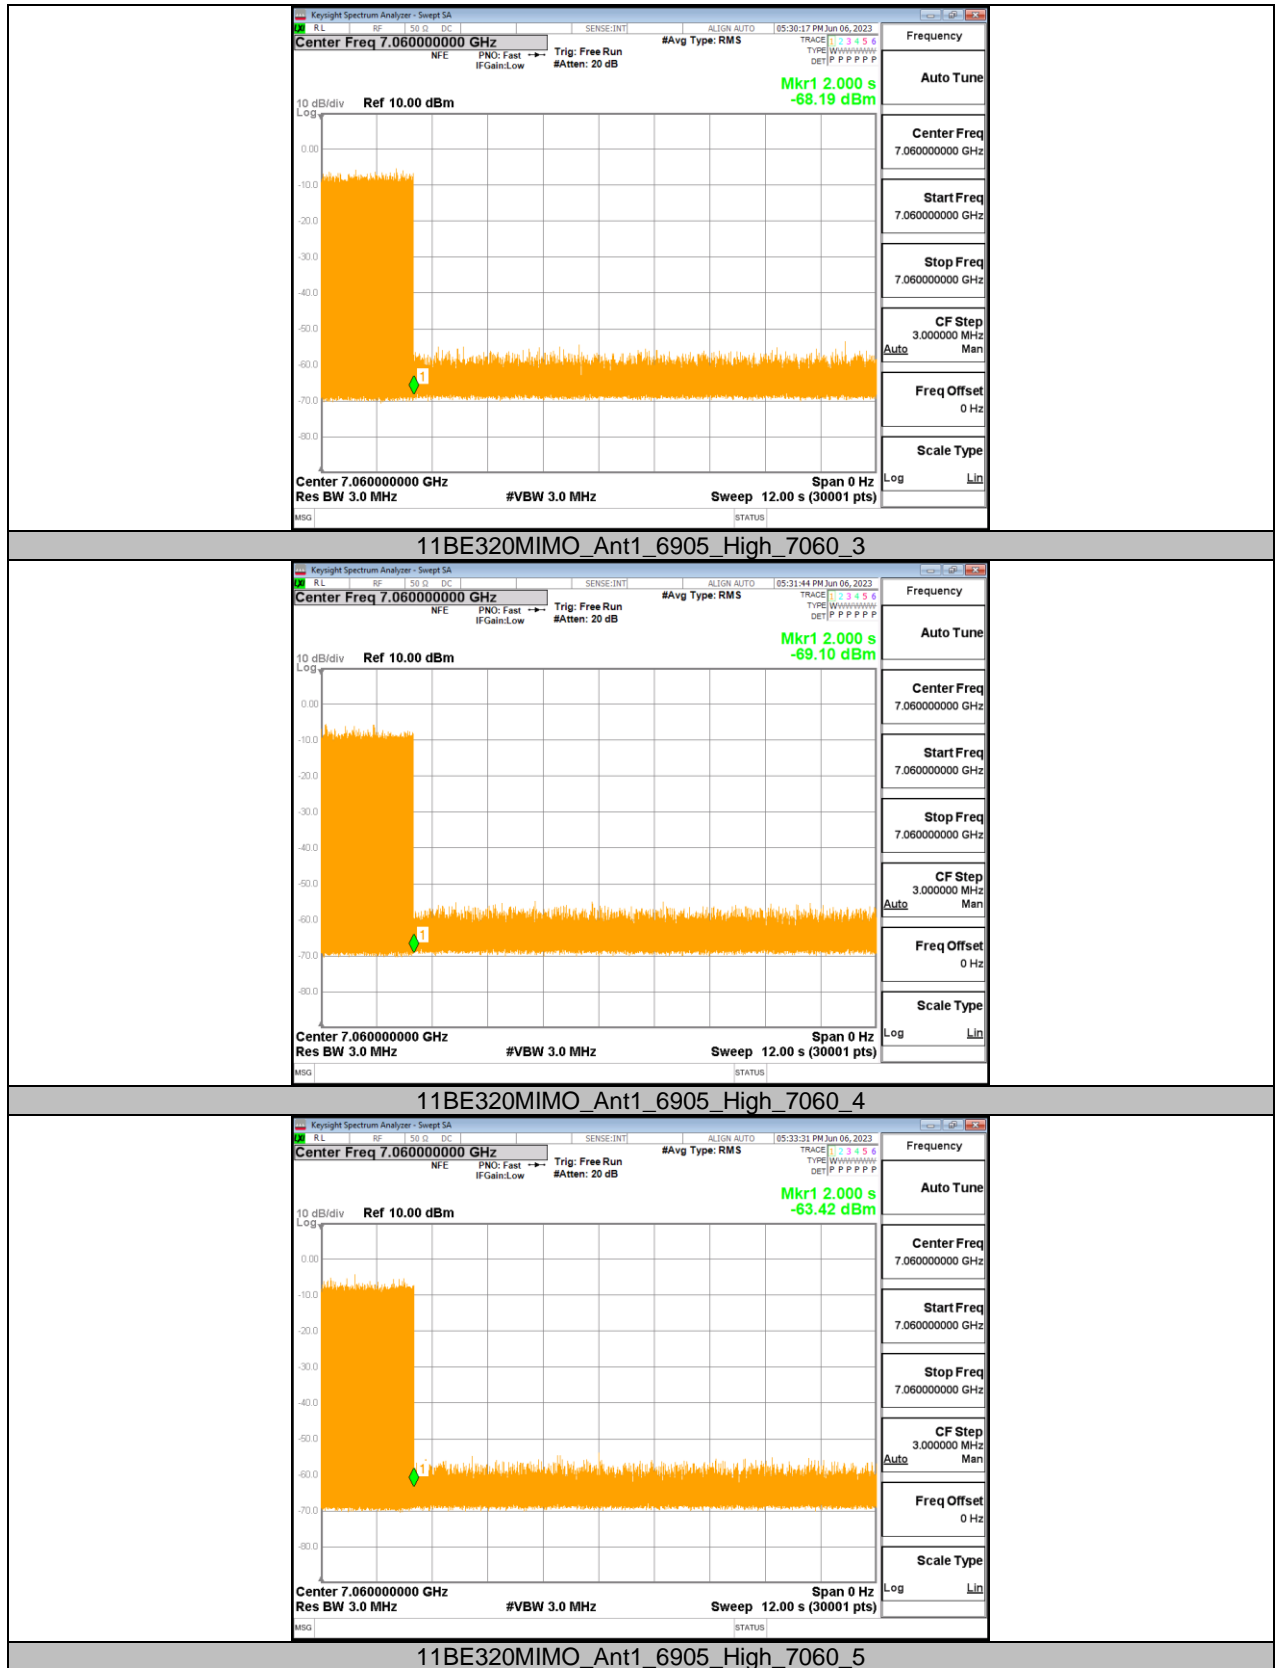 Keysight Spectrum Analyzer - Swept SA
RL RF 50 Ω DC SENSE:INT ALIGN AUTO 05:30:17 PM Jun 06, 2023
Center Freq 7.060000000 GHz
NFE PNO: Fast IFGain:Low Trig: Free Run #Atten: 20 dB #Avg Type: RMS
TRACE 1 2 3 4 5 6
TYPE WWWWWW
DET P P P P P P
Mkr1 2.000 s
-68.19 dBm
10 dB/div Ref 10.00 dBm
Log
0.00
-10.0
-20.0
-30.0
-40.0
-50.0
-60.0
-70.0
-80.0
1
Center 7.060000000 GHz Span 0 Hz
Res BW 3.0 MHz #VBW 3.0 MHz Sweep 12.00 s (30001 pts)
MSG STATUS
Frequency
Auto Tune
Center Freq
7.060000000 GHz
Start Freq
7.060000000 GHz
Stop Freq
7.060000000 GHz
CF Step
3.000000 MHz
Auto Man
Freq Offset
0 Hz
Scale Type
Log Lin
11BE320MIMO_Ant1_6905_High_7060_3
Keysight Spectrum Analyzer - Swept SA
RL RF 50 Ω DC SENSE:INT ALIGN AUTO 05:31:44 PM Jun 06, 2023
Center Freq 7.060000000 GHz
NFE PNO: Fast IFGain:Low Trig: Free Run #Atten: 20 dB #Avg Type: RMS
TRACE 1 2 3 4 5 6
TYPE WWWWWW
DET P P P P P P
Mkr1 2.000 s
-69.10 dBm
10 dB/div Ref 10.00 dBm
Log
0.00
-10.0
-20.0
-30.0
-40.0
-50.0
-60.0
-70.0
-80.0
1
Center 7.060000000 GHz Span 0 Hz
Res BW 3.0 MHz #VBW 3.0 MHz Sweep 12.00 s (30001 pts)
MSG STATUS
Frequency
Auto Tune
Center Freq
7.060000000 GHz
Start Freq
7.060000000 GHz
Stop Freq
7.060000000 GHz
CF Step
3.000000 MHz
Auto Man
Freq Offset
0 Hz
Scale Type
Log Lin
11BE320MIMO_Ant1_6905_High_7060_4
Keysight Spectrum Analyzer - Swept SA
RL RF 50 Ω DC SENSE:INT ALIGN AUTO 05:33:31 PM Jun 06, 2023
Center Freq 7.060000000 GHz
NFE PNO: Fast IFGain:Low Trig: Free Run #Atten: 20 dB #Avg Type: RMS
TRACE 1 2 3 4 5 6
TYPE WWWWWW
DET P P P P P P
Mkr1 2.000 s
-63.42 dBm
10 dB/div Ref 10.00 dBm
Log
0.00
-10.0
-20.0
-30.0
-40.0
-50.0
-60.0
-70.0
-80.0
1
Center 7.060000000 GHz Span 0 Hz
Res BW 3.0 MHz #VBW 3.0 MHz Sweep 12.00 s (30001 pts)
MSG STATUS
Frequency
Auto Tune
Center Freq
7.060000000 GHz
Start Freq
7.060000000 GHz
Stop Freq
7.060000000 GHz
CF Step
3.000000 MHz
Auto Man
Freq Offset
0 Hz
Scale Type
Log Lin
11BE320MIMO_Ant1_6905_High_7060_5